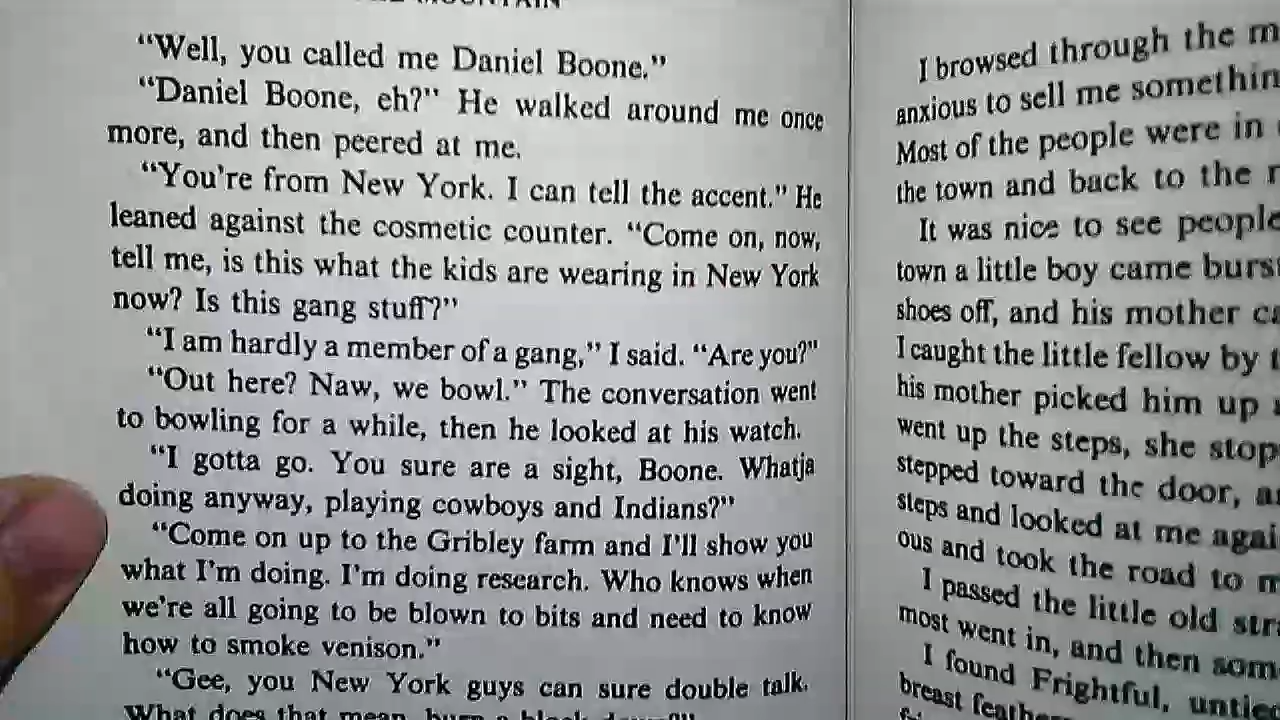 MOUNTAIN
“Well, you called me Daniel Boone.”
“Daniel Boone, eh?” He walked around me once
more, and then peered at me.
“You're from New York. I can tell the accent.” He
leaned against the cosmetic counter. “Come on, now,
tell me, is this what the kids are wearing in New York
now? Is this gang stuff?”
“I am hardly a member of a gang,” I said. “Are you?”
“Out here? Naw, we bowl.” The conversation went
to bowling for a while, then he looked at his watch.
“I gotta go. You sure are a sight, Boone. Whatja
doing anyway, playing cowboys and Indians?”
“Come on up to the Gribley farm and I'll show you
what I'm doing. I'm doing research. Who knows when
we're all going to be blown to bits and need to know
how to smoke venison.”
“Gee, you New York guys can sure double talk.
What does that mean, burn a block down?”
I browsed through the m
anxious to sell me somethin
Most of the people were in
the town and back to the r
It was nice to see people
town a little boy came burs
shoes off, and his mother ca
I caught the little fellow by t
his mother picked him up
went up the steps, she stop
stepped toward the door, a
steps and looked at me agai
ous and took the road to m
I passed the little old str
most went in, and then som
I found Frightful, untie
breast feathe